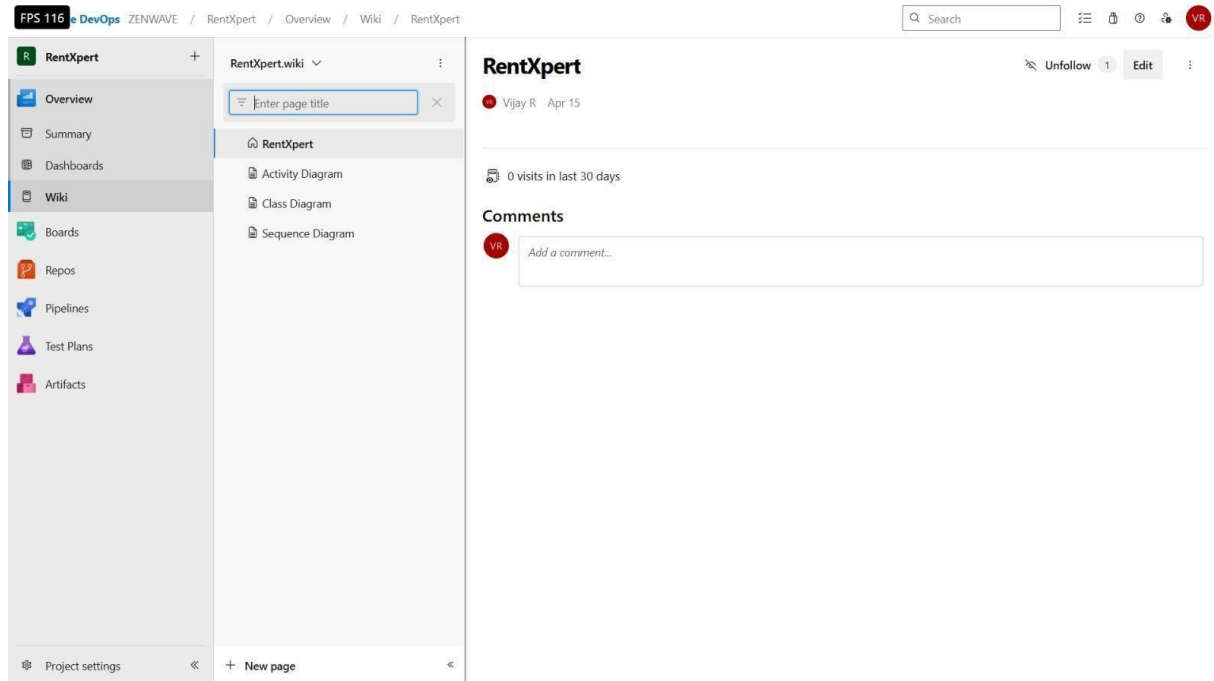 FPS 116 e DevOps ZENWAVE / RentXpert / Overview / Wiki / RentXpert
Search
VR
R RentXpert +
Overview
Summary
Dashboards
Wiki
Boards
Repos
Pipelines
Test Plans
Artifacts
Project settings
RentXpert.wiki
Enter page title
RentXpert
Activity Diagram
Class Diagram
Sequence Diagram
+ New page
RentXpert
Unfollow 1 Edit
VR Vijay R Apr 15
0 visits in last 30 days
Comments
VR
Add a comment...